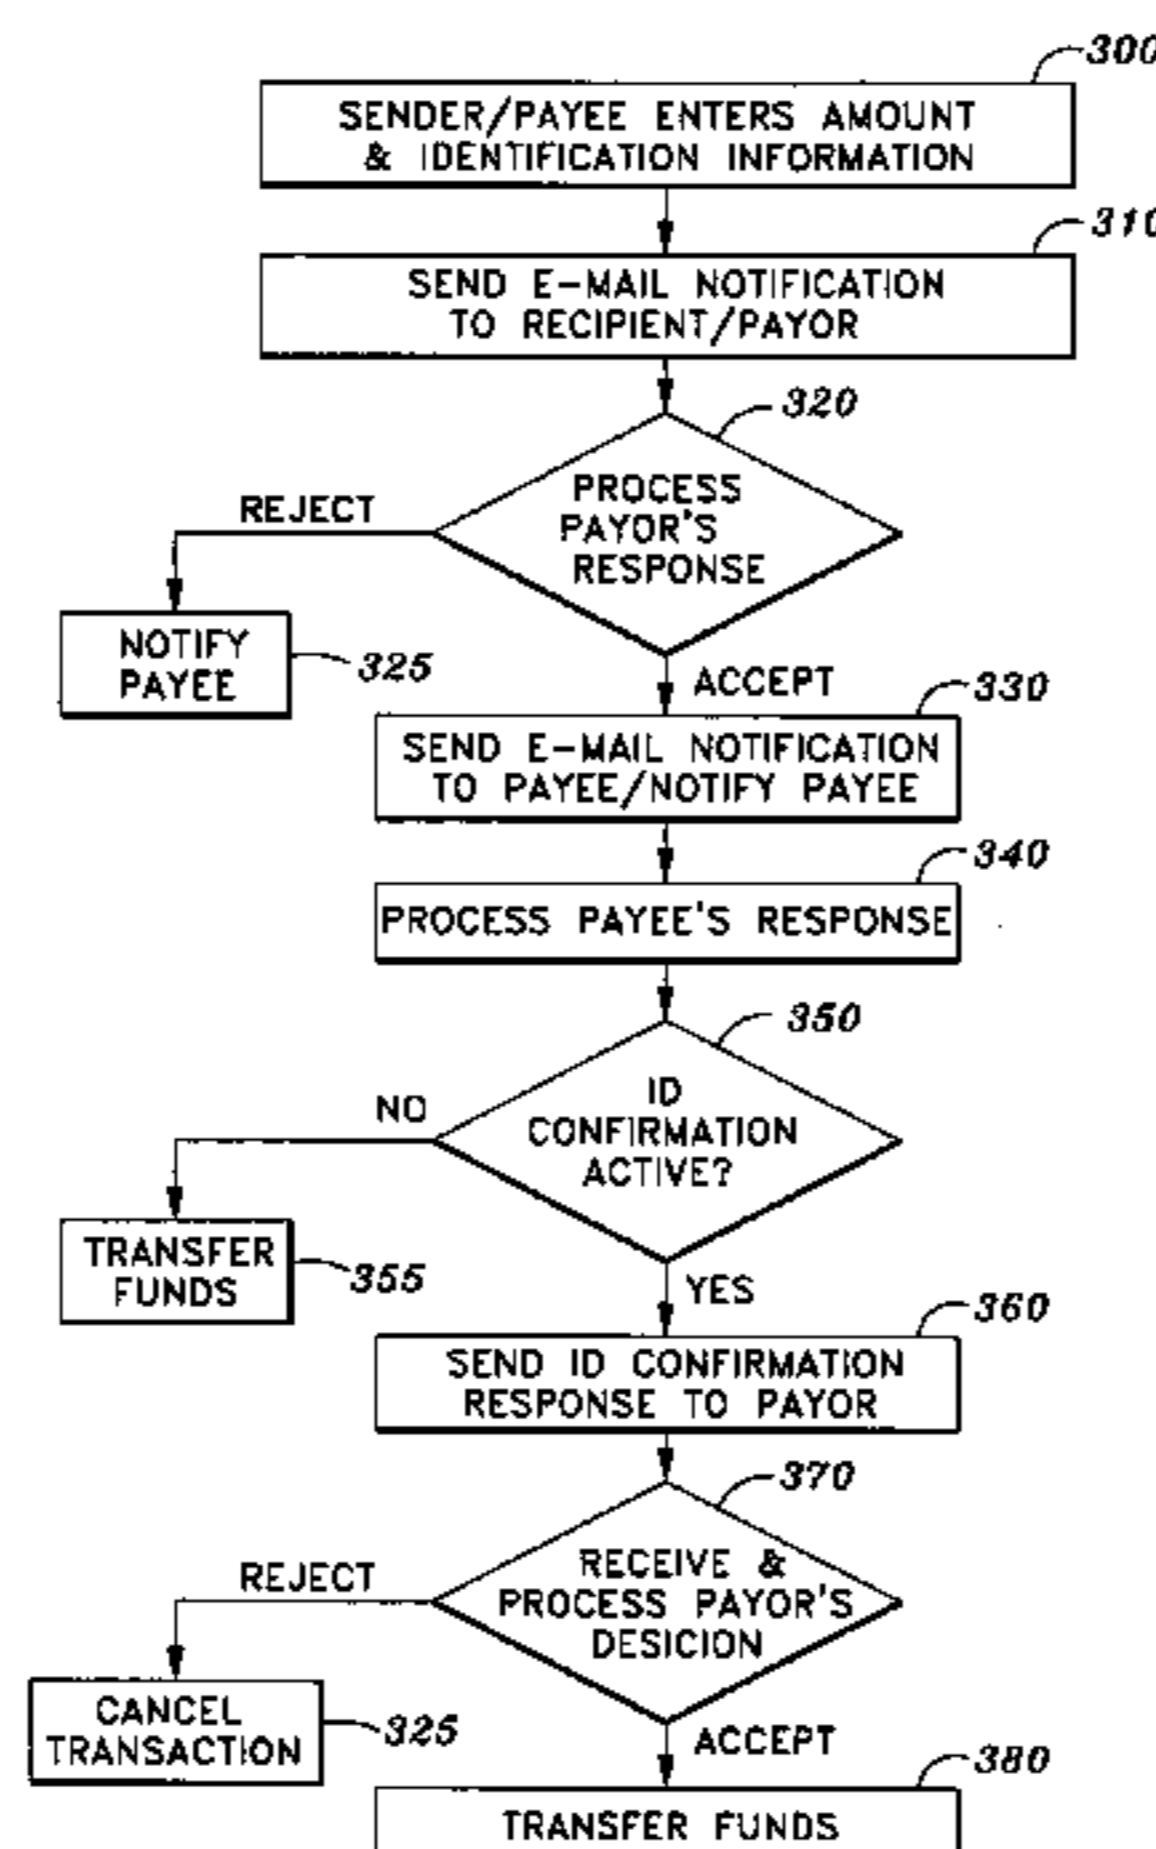 300
SENDER/PAYEE ENTERS AMOUNT
& IDENTIFICATION INFORMATION
310
SEND E-MAIL NOTIFICATION
TO RECIPIENT/PAYOR
320
PROCESS
PAYOR'S
RESPONSE
REJECT
NOTIFY
PAYEE
325
ACCEPT
330
SEND E-MAIL NOTIFICATION
TO PAYEE/NOTIFY PAYEE
340
PROCESS PAYEE'S RESPONSE
350
ID
CONFIRMATION
ACTIVE?
NO
TRANSFER
FUNDS
355
YES
360
SEND ID CONFIRMATION
RESPONSE TO PAYOR
370
RECEIVE &
PROCESS PAYOR'S
DESICION
REJECT
CANCEL
TRANSACTION
325
ACCEPT
380
TRANSFER FUNDS